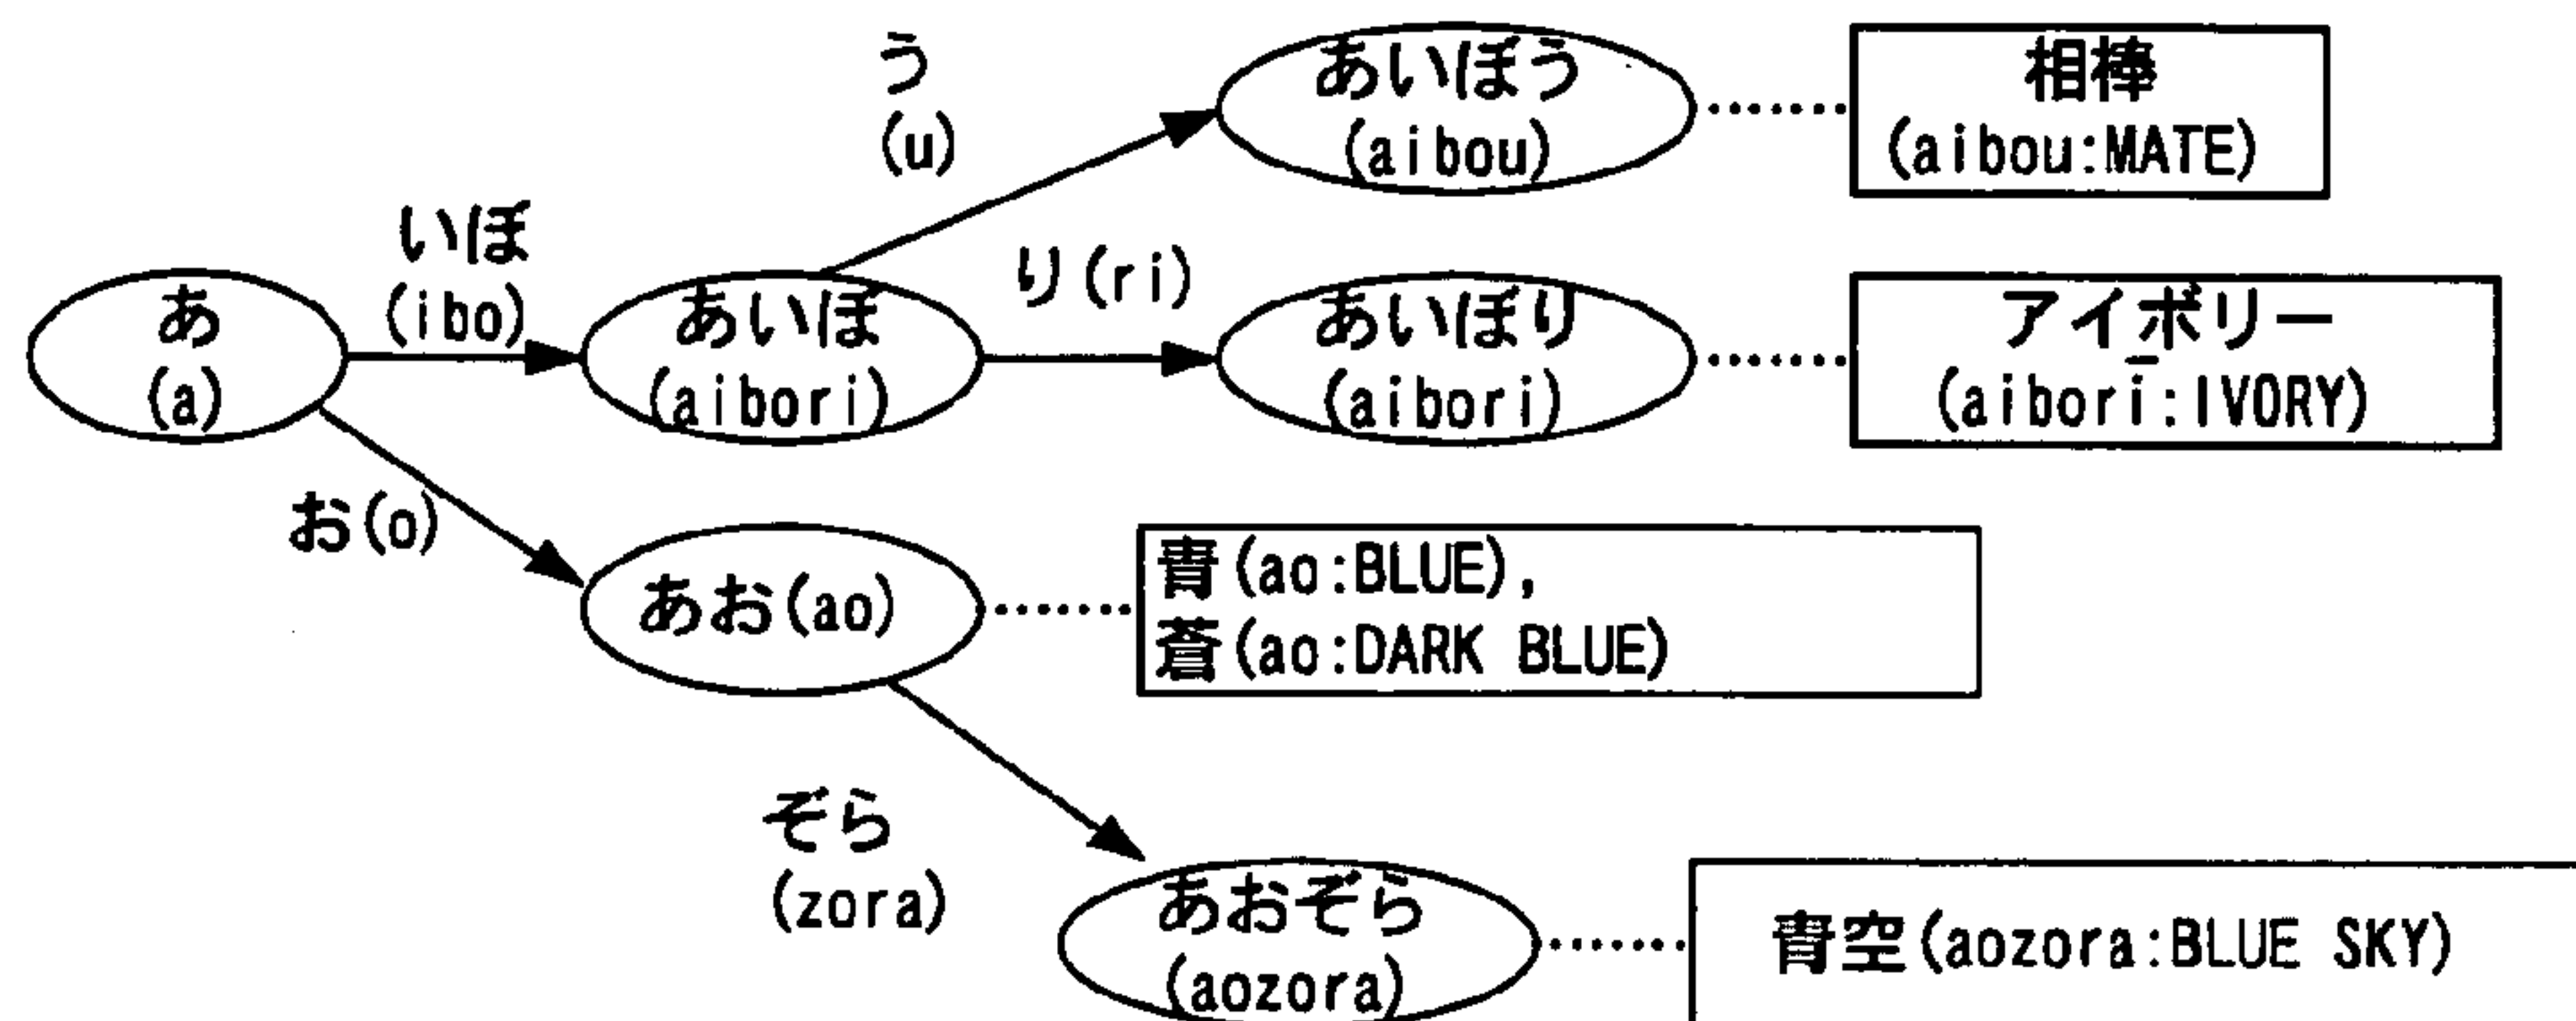 う
(u)
あいぼう
(aibou)
相棒
(aibou:MATE)
いぼ
(ibo)
り(ri)
あ
(a)
あいぼ
(aibori)
あいぼり
(aibori)
アイボリー
(aiborī:IVORY)
お(o)
あお(ao)
青(ao:BLUE),
蒼(ao:DARK BLUE)
ぞら
(zora)
あおぞら
(aozora)
青空(aozora:BLUE SKY)